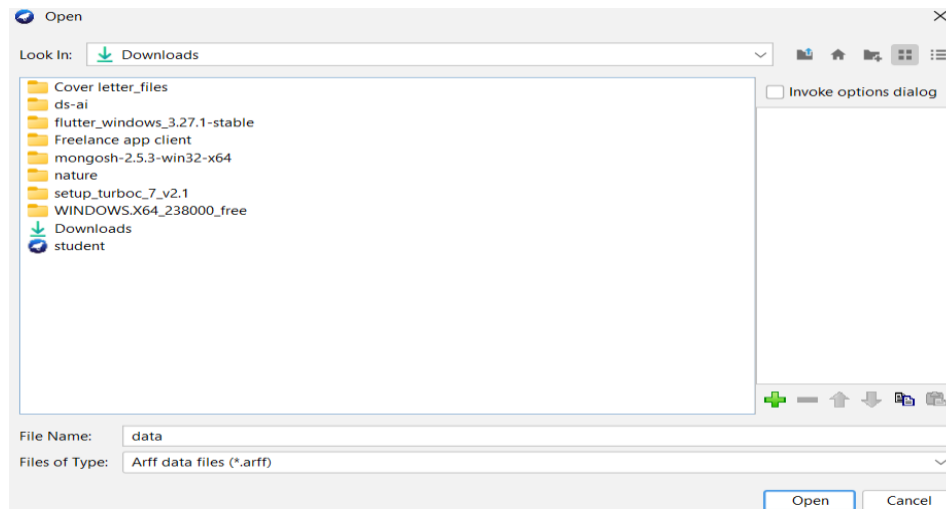 Open
Look In: Downloads
Cover letter_files
Invoke options dialog
ds-ai
flutter_windows_3.27.1-stable
Freelance app client
mongosh-2.5.3-win32-x64
nature
setup_turboc_7_v2.1
WINDOWS.X64_238000_free
Downloads
student
File Name: data
Files of Type: Arff data files (*.arff)
Open Cancel